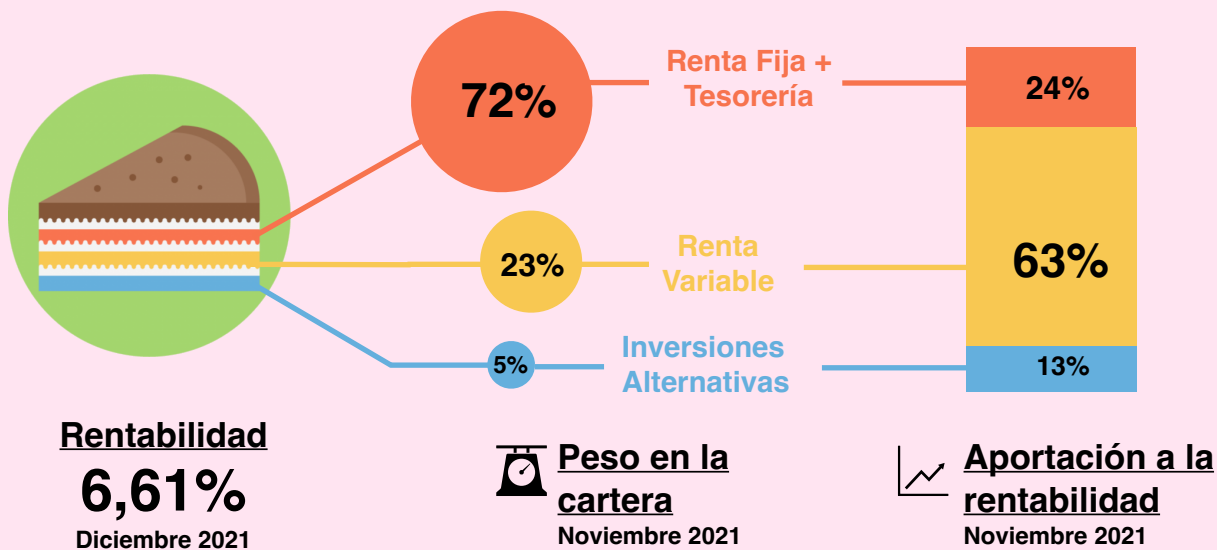 72%
Renta Fija +
Tesorería
24%
23%
Renta
Variable
63%
5%
Inversiones
Alternativas
13%
Rentabilidad
6,61%
Diciembre 2021
Peso en la
cartera
Noviembre 2021
Aportación a la
rentabilidad
Noviembre 2021